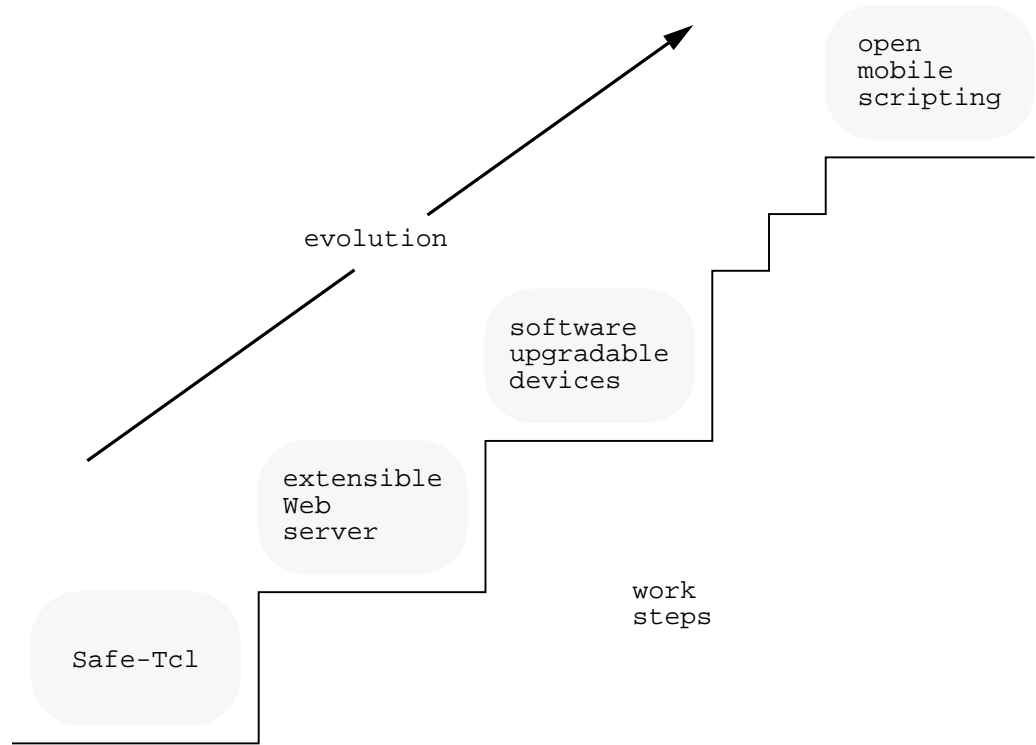 open
mobile
scripting
evolution
software
upgradable
devices
extensible
Web
server
work
steps
Safe-Tcl